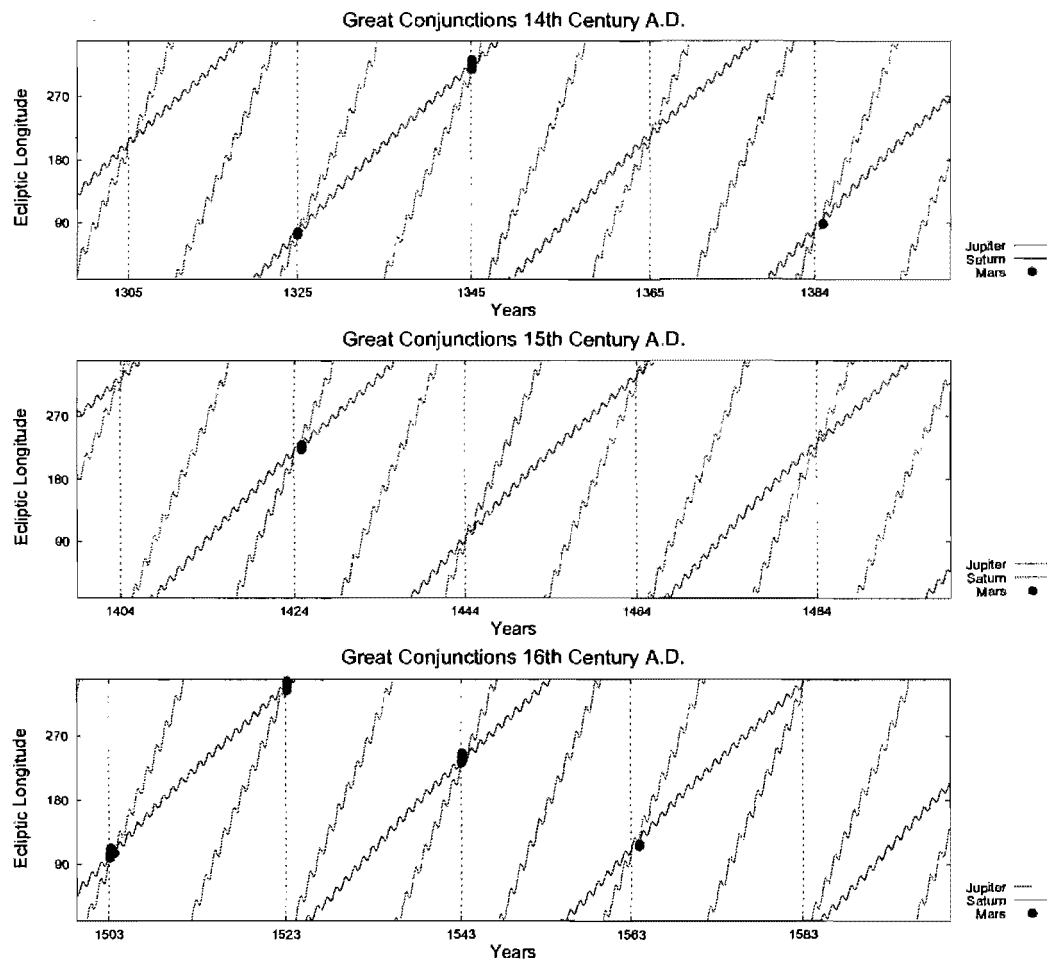 Great Conjunctions 14th Century A.D.
Ecliptic Longitude
270
180
90
1305 1325 1345 1365 1384
Years
Jupiter
Saturn
Mars
Great Conjunctions 15th Century A.D.
Ecliptic Longitude
270
180
90
1404 1424 1444 1464 1484
Years
Jupiter
Saturn
Mars
Great Conjunctions 16th Century A.D.
Ecliptic Longitude
270
180
90
1503 1523 1543 1563 1583
Years
Jupiter
Saturn
Mars